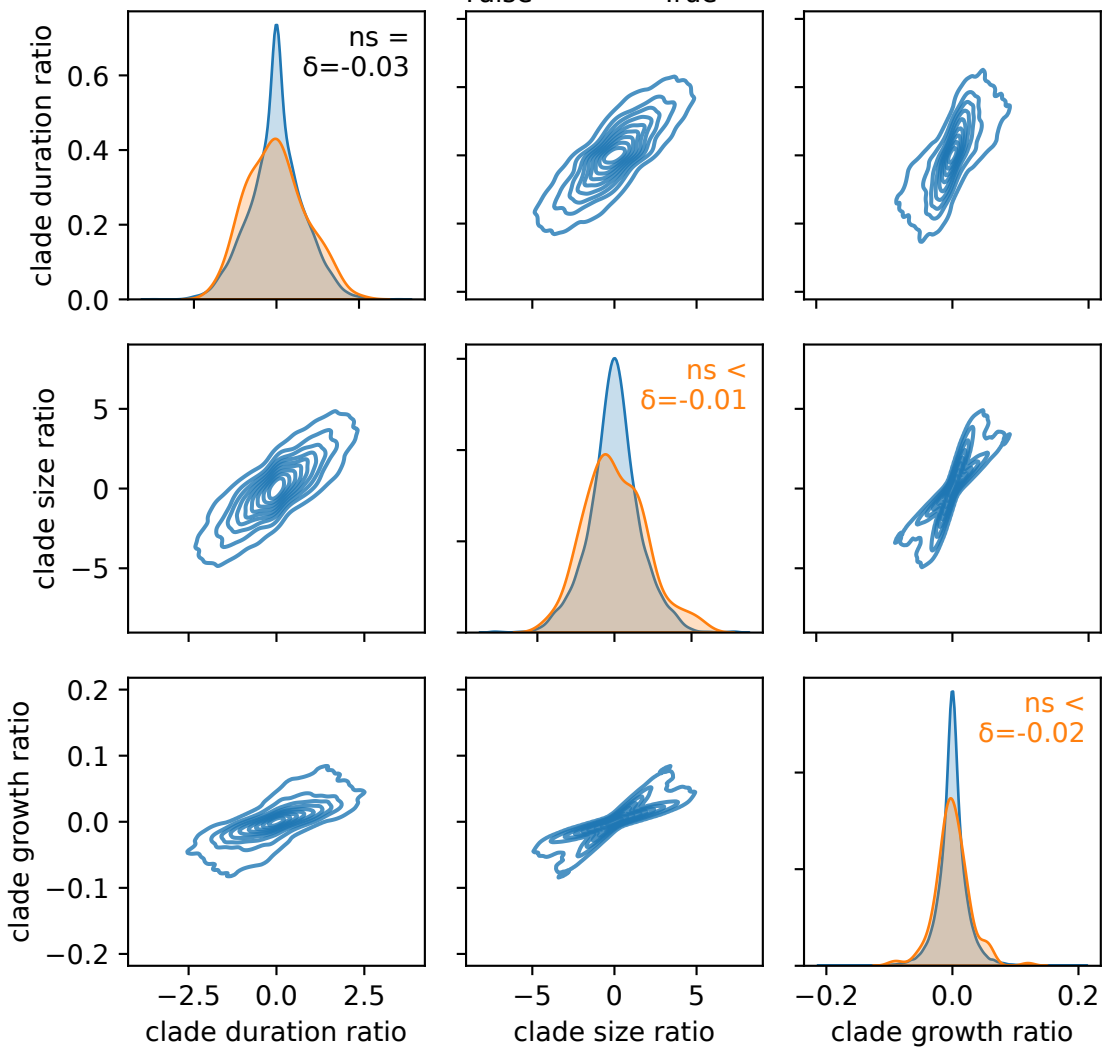 clade duration ratio
0.6
0.4
0.2
0.0
ns =
δ=-0.03
clade size ratio
5
0
−5
ns <
δ=-0.01
clade growth ratio
0.2
0.1
0.0
−0.1
−0.2
ns <
δ=-0.02
−2.5 0.0 2.5
−5 0 5
−0.2 0.0 0.2
clade duration ratio
clade size ratio
clade growth ratio